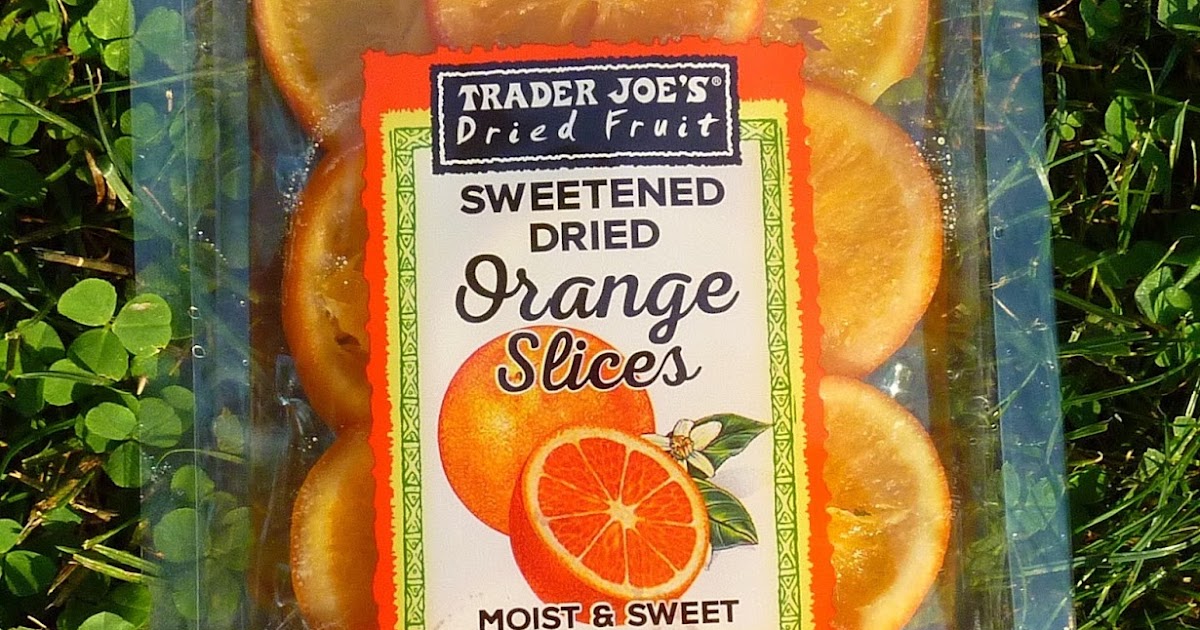 TRADER JOE'S®
Dried Fruit
SWEETENED
DRIED
Orange
Slices
MOIST & SWEET